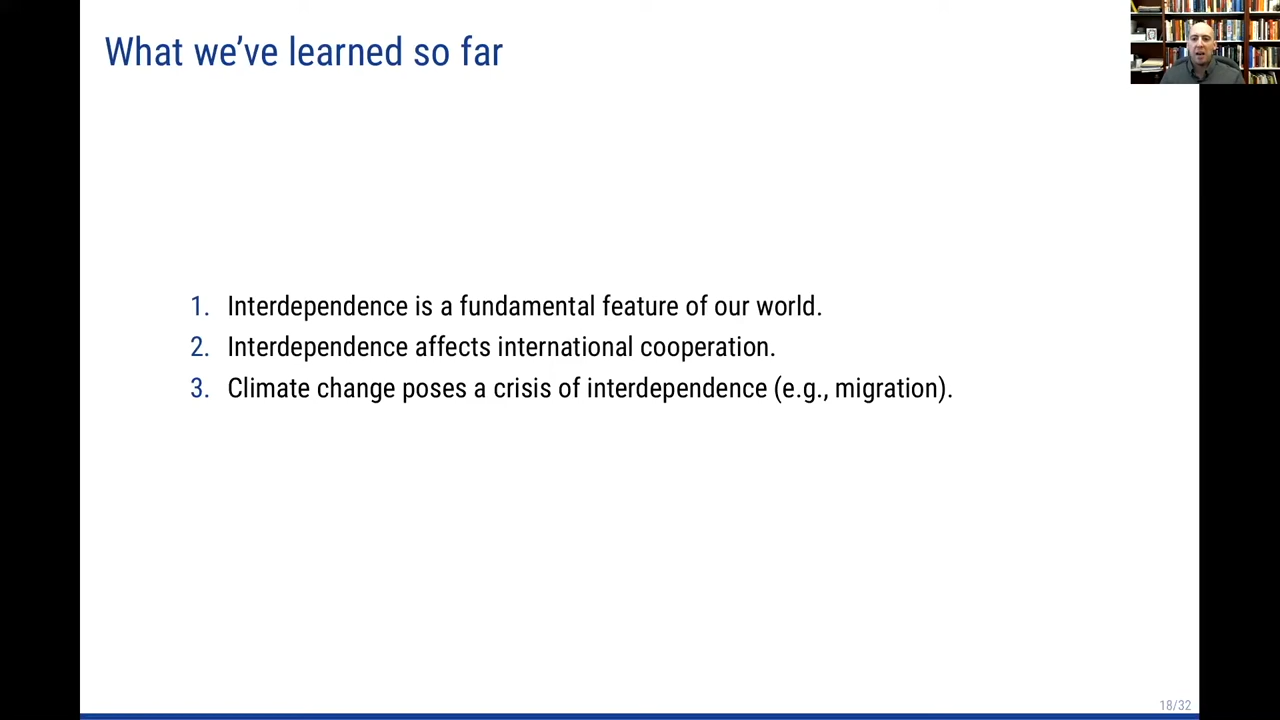 What we've learned so far
1. Interdependence is a fundamental feature of our world.
2. Interdependence affects international cooperation.
3. Climate change poses a crisis of interdependence (e.g., migration).
18/32